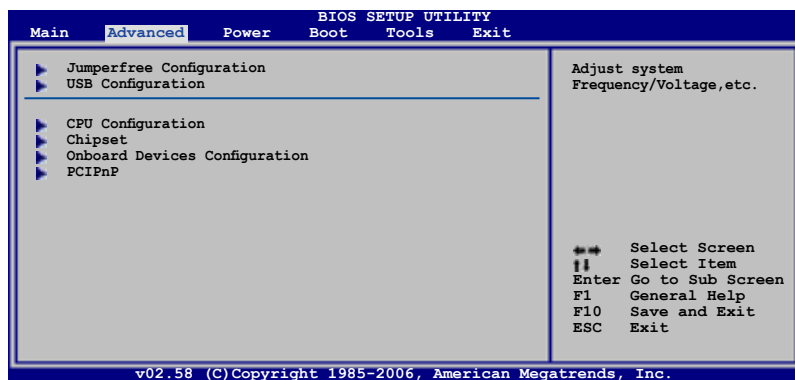 BIOS SETUP UTILITY
Main Advanced Power Boot Tools Exit
Jumperfree Configuration
USB Configuration
CPU Configuration
Chipset
Onboard Devices Configuration
PCIPnP
Adjust system
Frequency/Voltage,etc.
←→ Select Screen
↑↓ Select Item
Enter Go to Sub Screen
F1 General Help
F10 Save and Exit
ESC Exit
v02.58 (C)Copyright 1985-2006, American Megatrends, Inc.